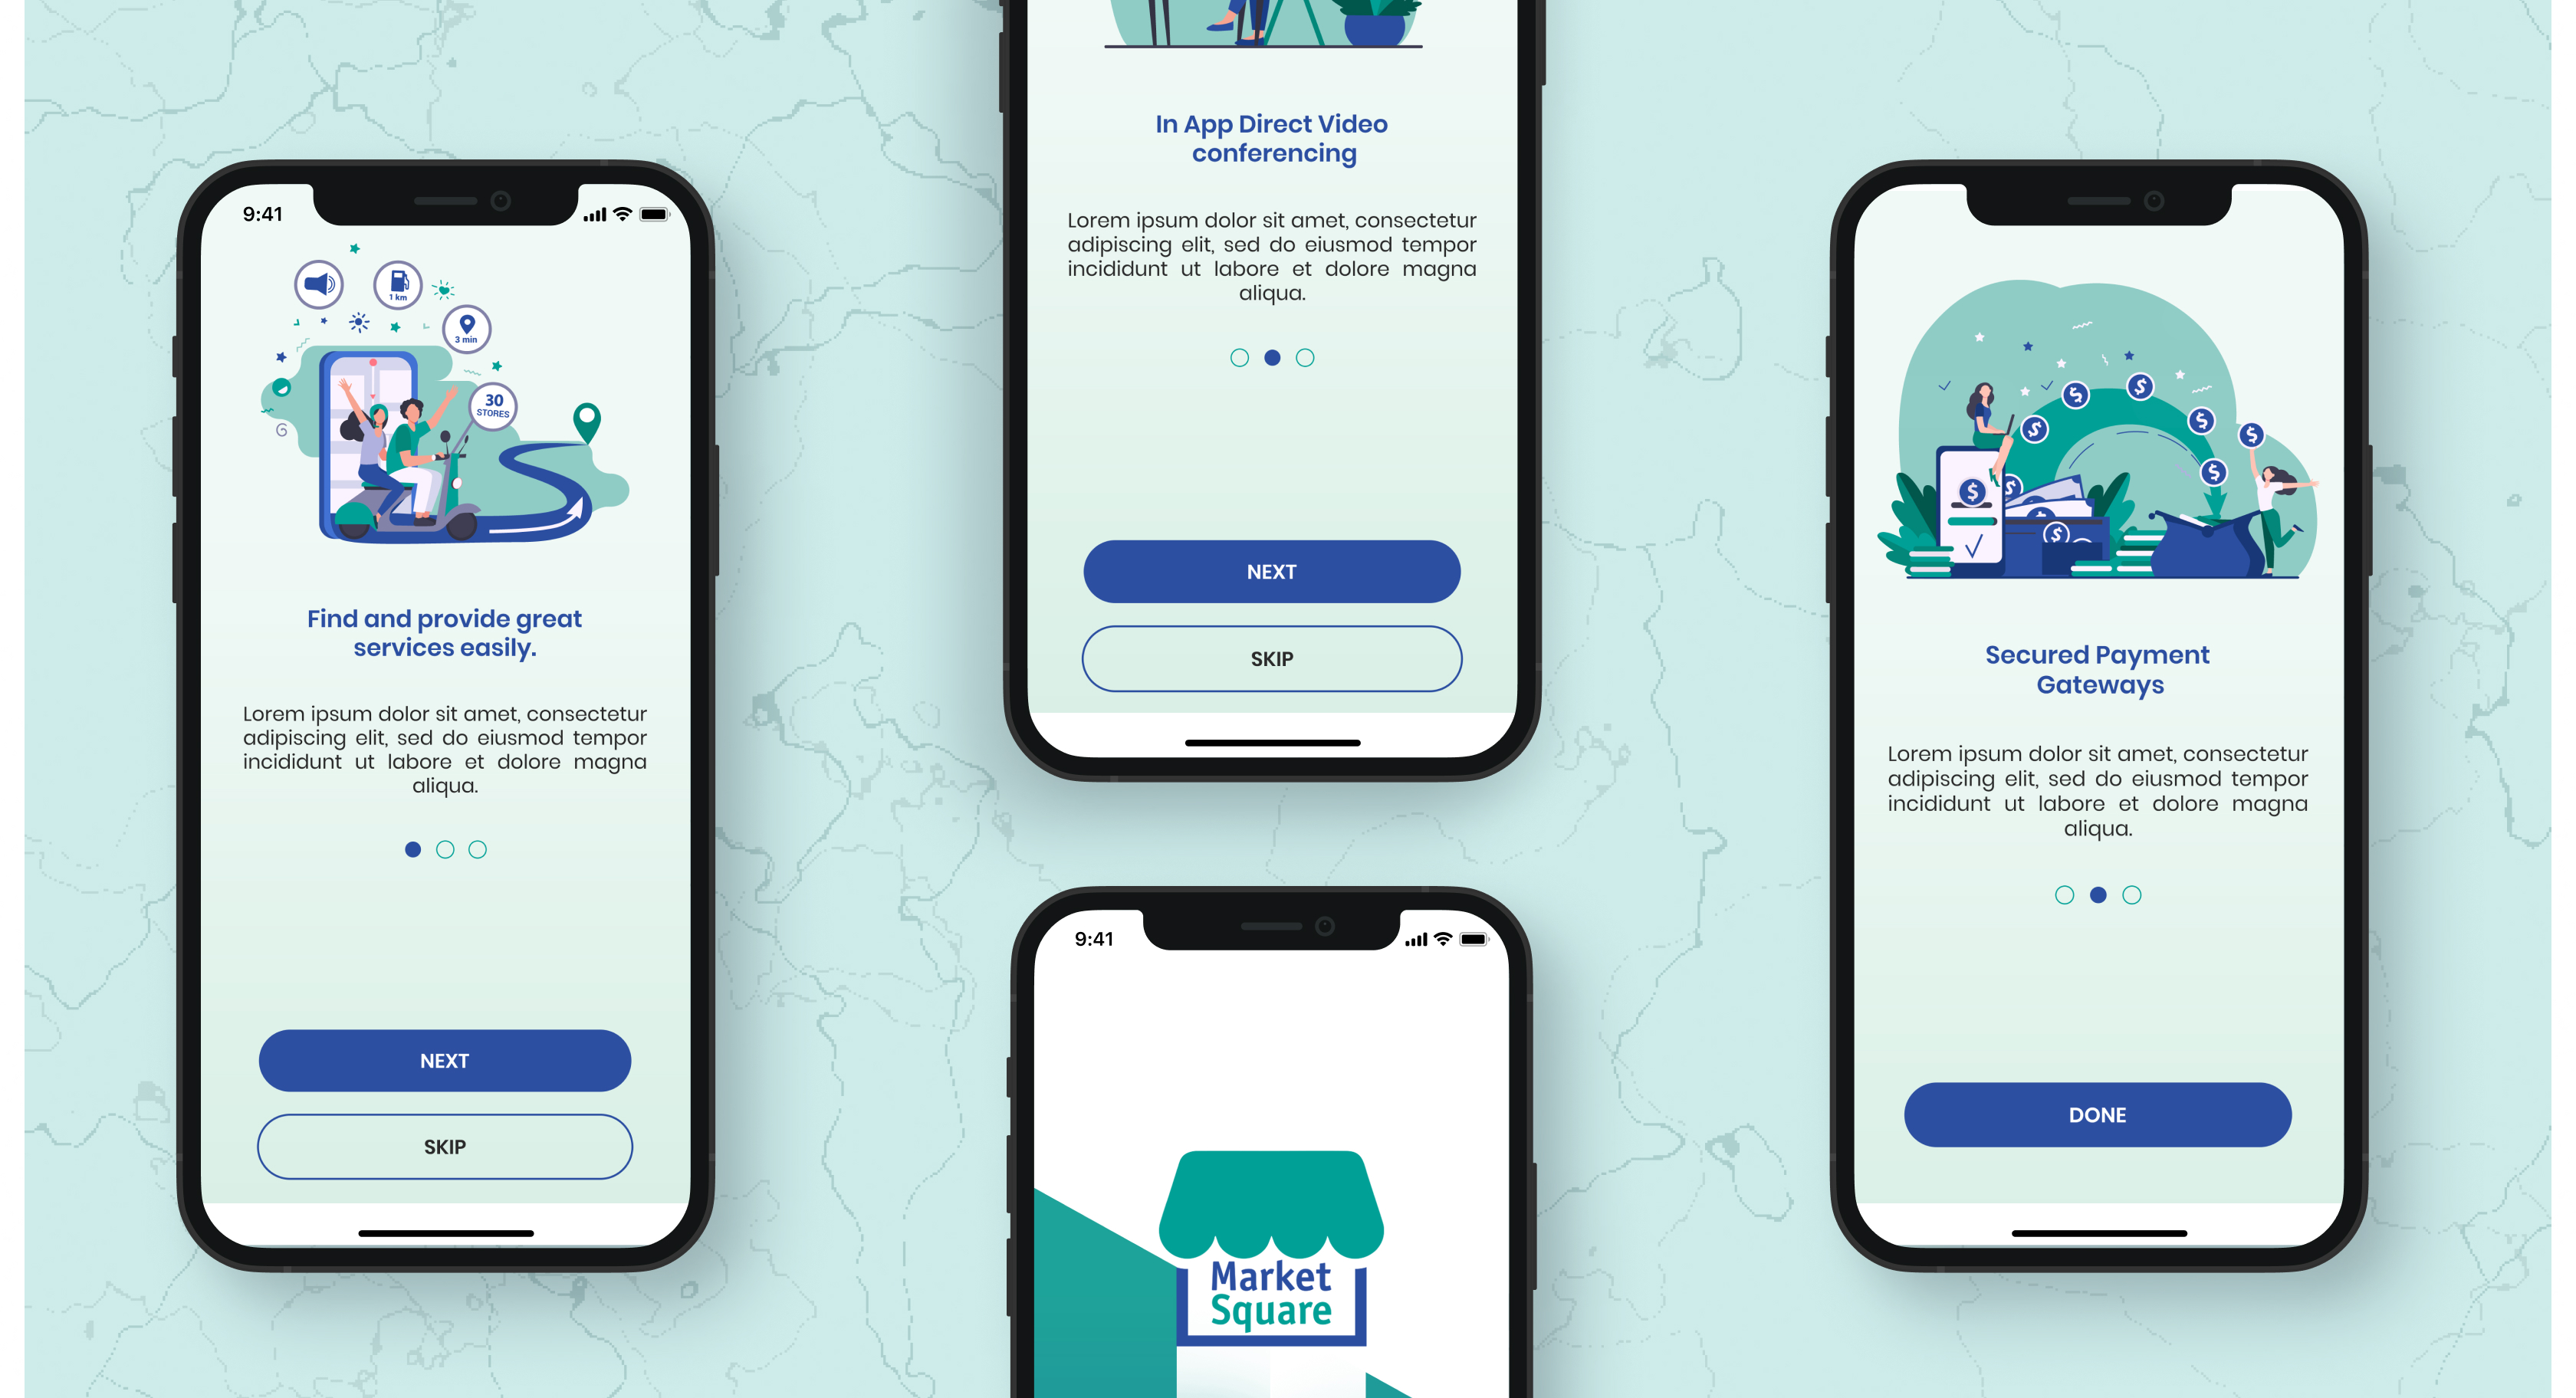 9:41
1 km
3 min
30
STORES
Find and provide great
services easily.
Lorem ipsum dolor sit amet, consectetur
adipiscing elit, sed do eiusmod tempor
incididunt ut labore et dolore magna
aliqua.
NEXT
SKIP
In App Direct Video
conferencing
Lorem ipsum dolor sit amet, consectetur
adipiscing elit, sed do eiusmod tempor
incididunt ut labore et dolore magna
aliqua.
NEXT
SKIP
9:41
Market
Square
Secured Payment
Gateways
Lorem ipsum dolor sit amet, consectetur
adipiscing elit, sed do eiusmod tempor
incididunt ut labore et dolore magna
aliqua.
DONE